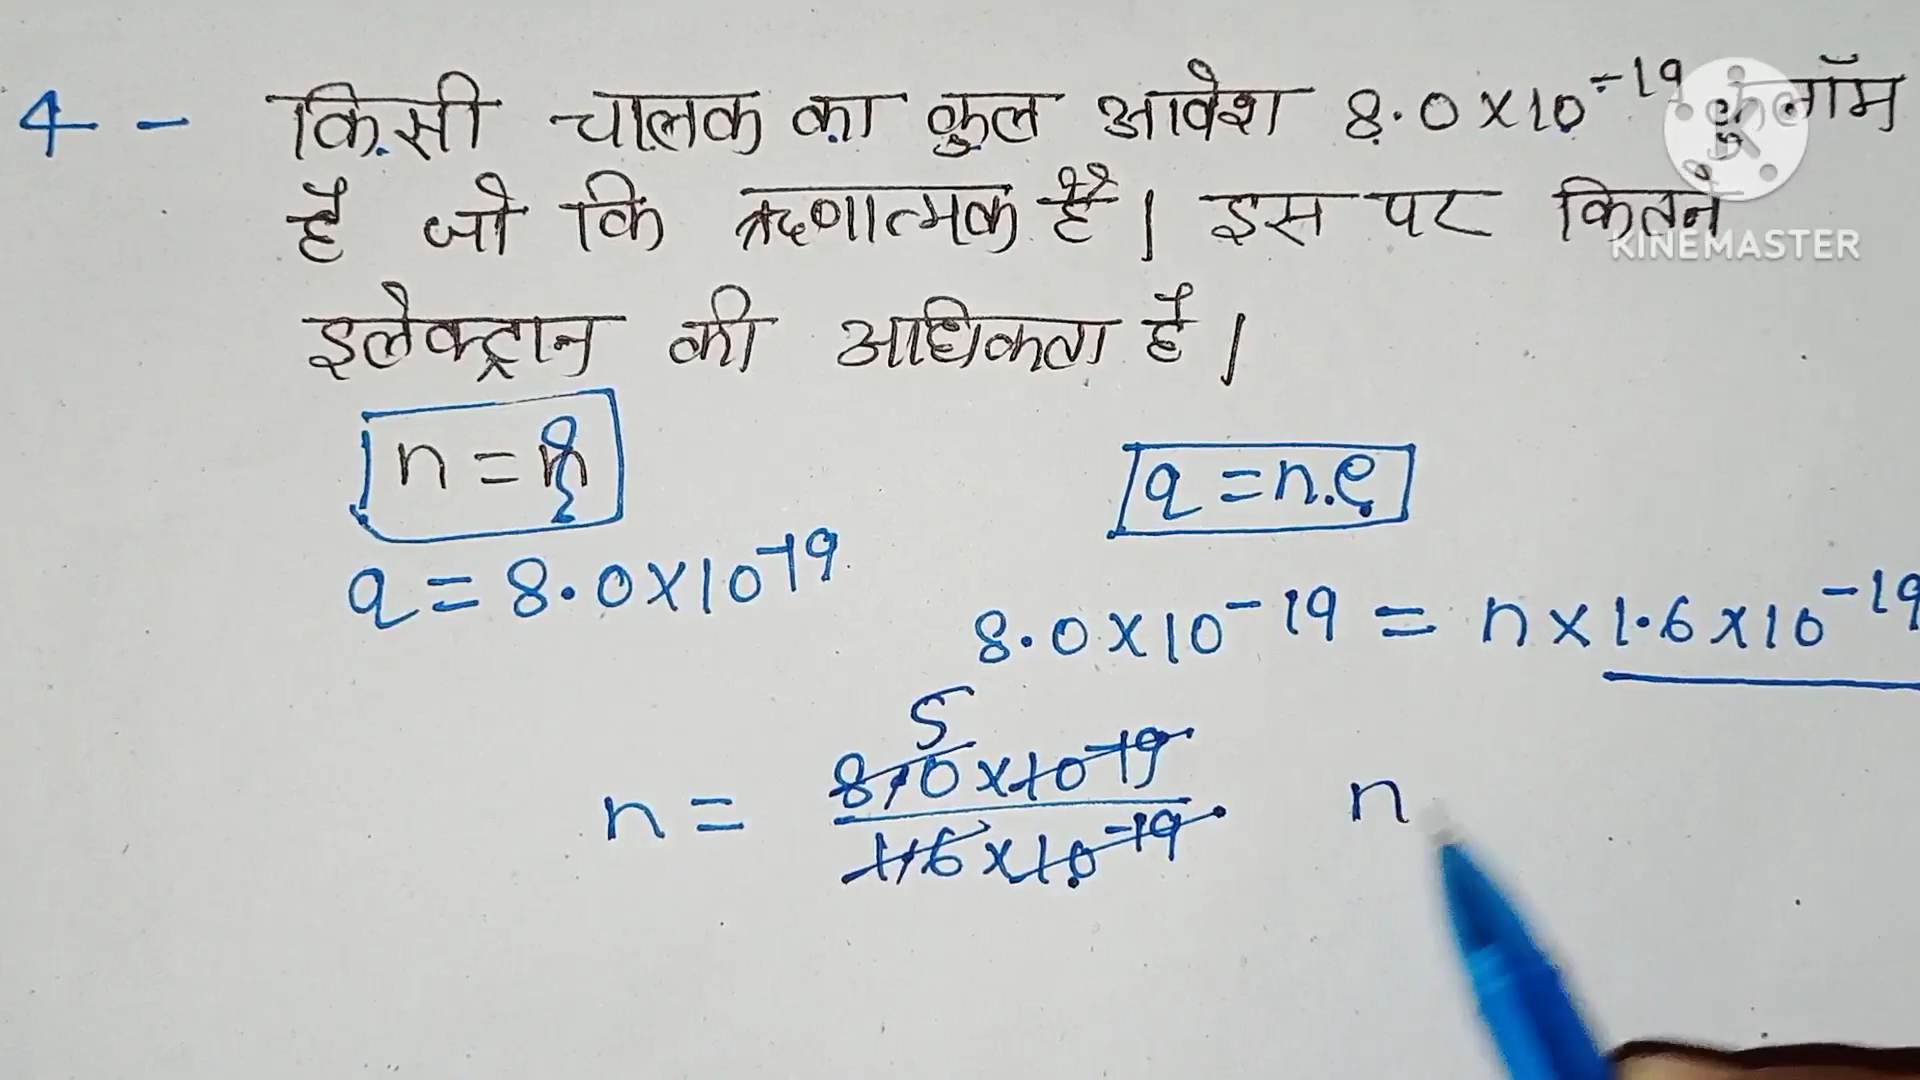 4 - किसी चालक का कुल आवेश 8.0×10⁻¹⁹ कुलॉम
है जो कि ऋणात्मक है। इस पर कितने
KINEMASTER
इलेक्ट्रान की अधिकता है।
n =
q = n.e
q = 8.0×10⁻¹⁹
8.0×10⁻¹⁹ = n×1.6×10⁻¹⁹
5
n = 8.0×10⁻¹⁹ n
1.6×10⁻¹⁹